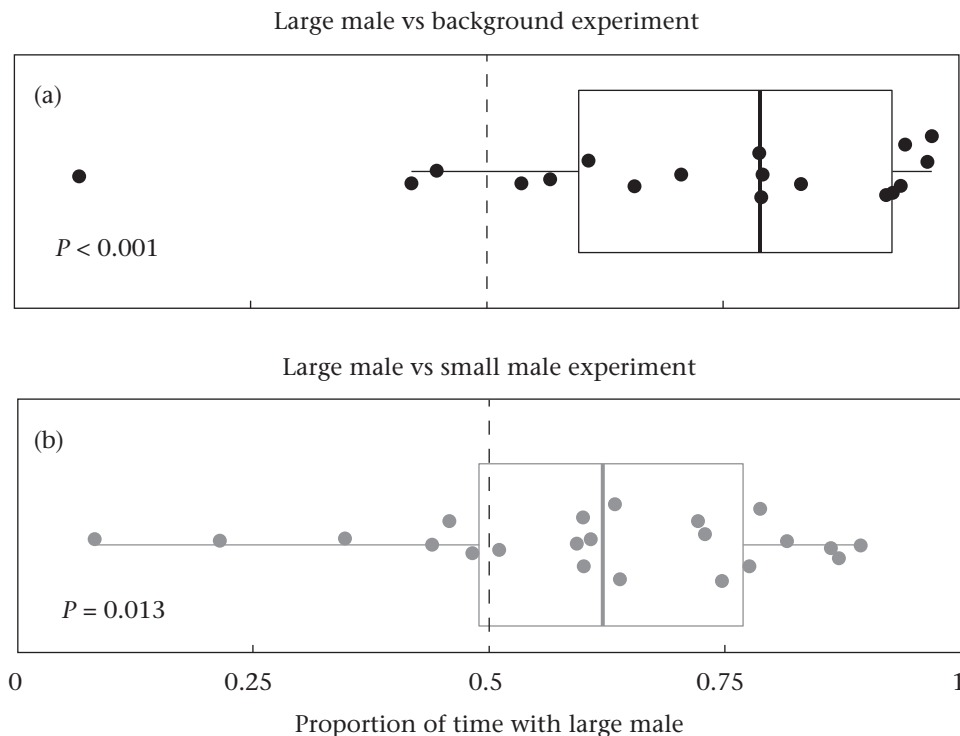 Large male vs background experiment
(a)
P < 0.001
Large male vs small male experiment
(b)
P = 0.013
0 0.25 0.5 0.75 1
Proportion of time with large male